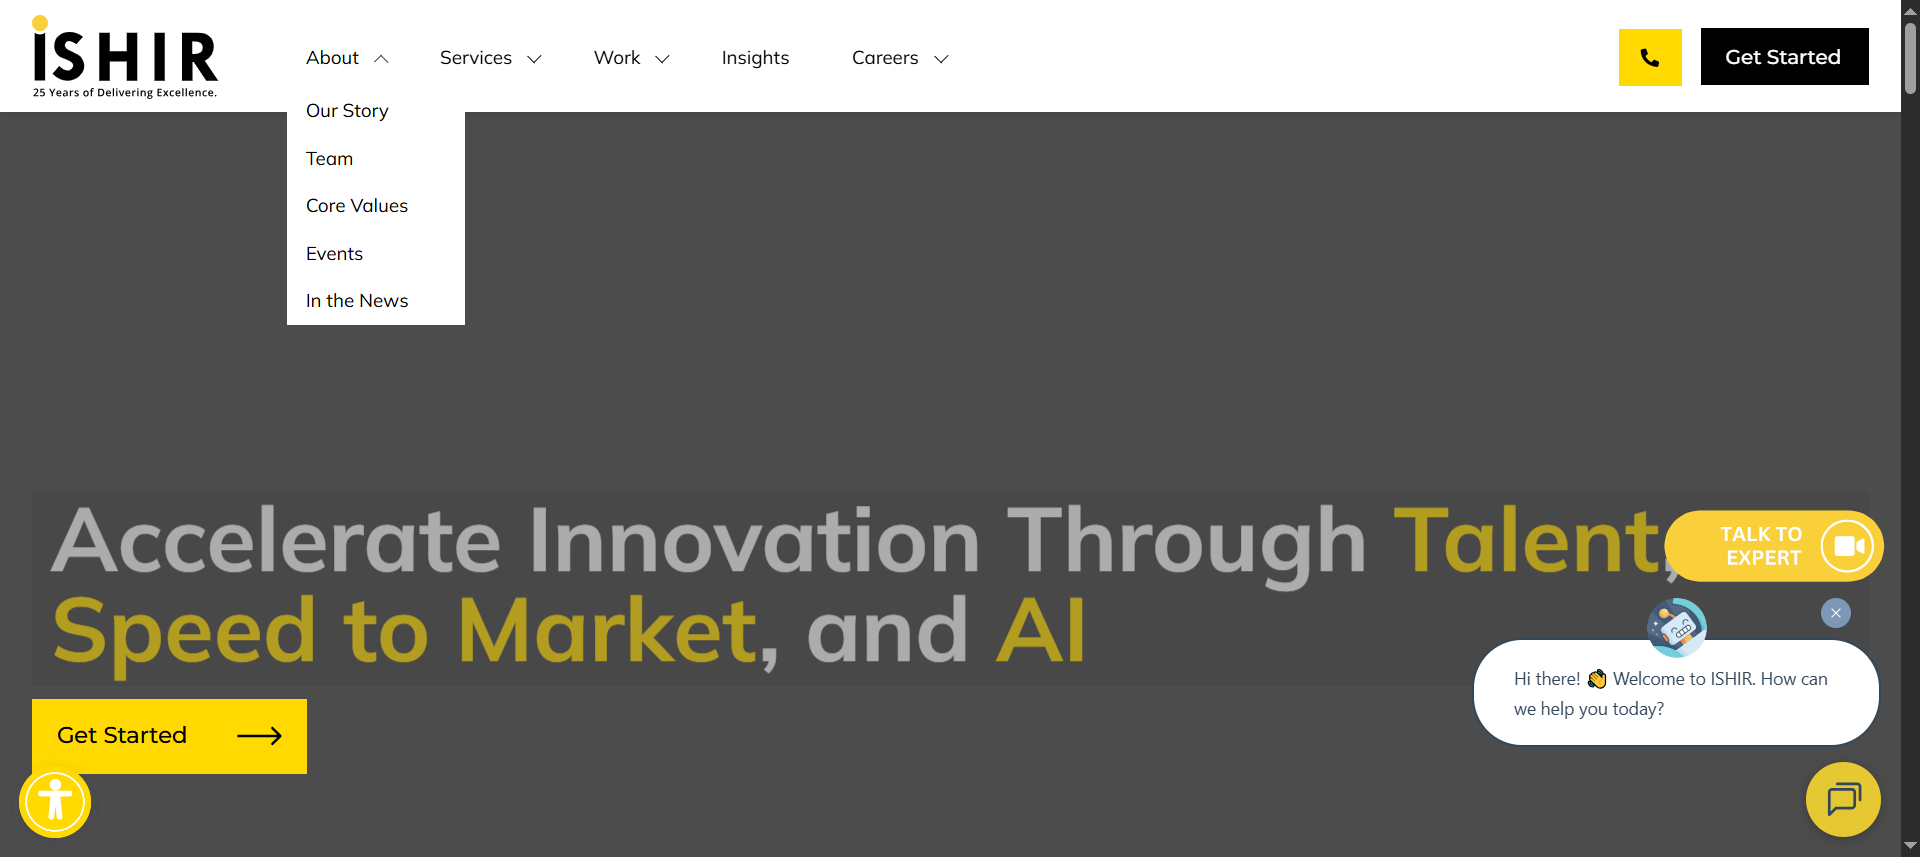 iSHIR
25 Years of Delivering Excellence.
About
Services
Work
Insights
Careers
Get Started
Our Story
Team
Core Values
Events
In the News
Accelerate Innovation Through Talent,
Speed to Market, and AI
Get Started
TALK TO
EXPERT
Hi there! 👋 Welcome to ISHIR. How can
we help you today?